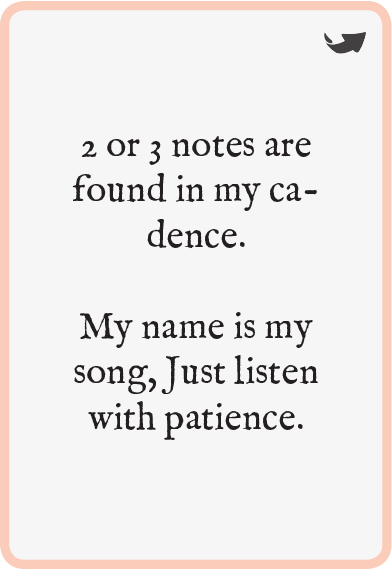 2 or 3 notes are
found in my ca-
dence.
My name is my
song, Just listen
with patience.